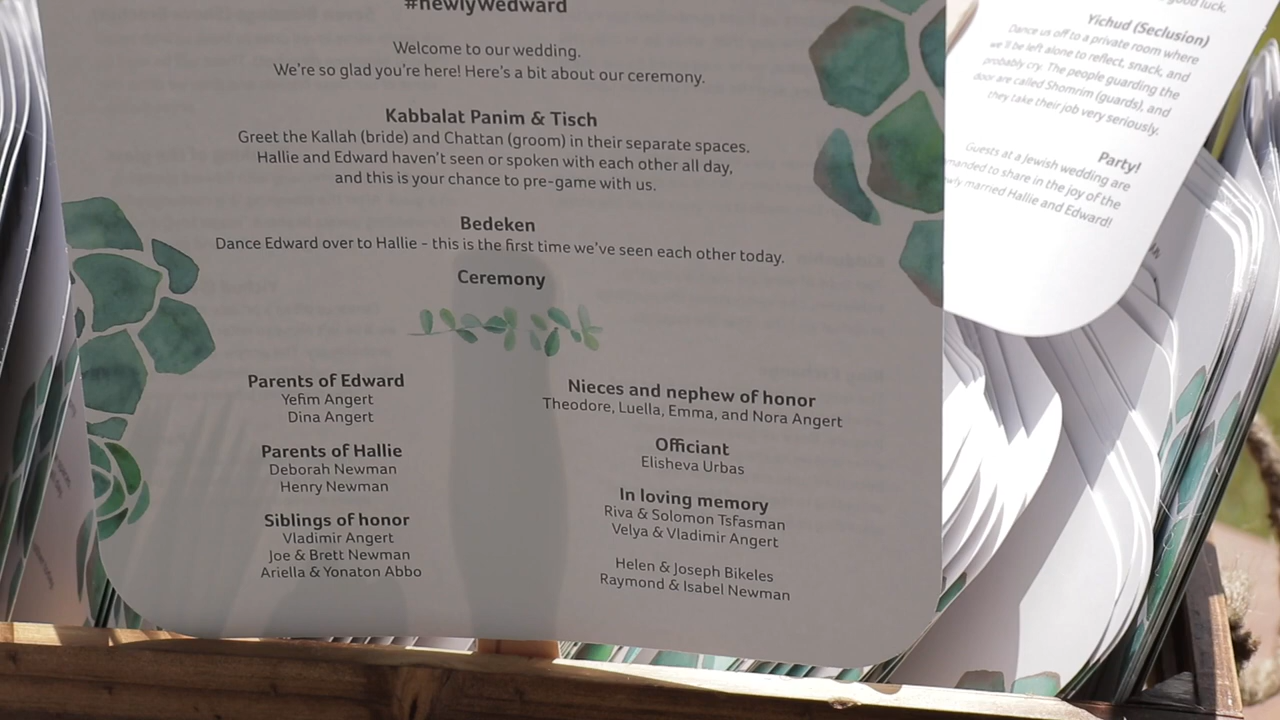 #newlyWedward
Welcome to our wedding.
We're so glad you're here! Here's a bit about our ceremony.
Kabbalat Panim & Tisch
Greet the Kallah (bride) and Chattan (groom) in their separate spaces.
Hallie and Edward haven't seen or spoken with each other all day,
and this is your chance to pre-game with us.
Bedeken
Dance Edward over to Hallie - this is the first time we've seen each other today.
Ceremony
Parents of Edward
Yefim Angert
Dina Angert
Parents of Hallie
Deborah Newman
Henry Newman
Siblings of honor
Vladimir Angert
Joe & Brett Newman
Ariella & Yonaton Abbo
Nieces and nephew of honor
Theodore, Luella, Emma, and Nora Angert
Officiant
Elisheva Urbas
In loving memory
Riva & Solomon Tsfasman
Velya & Vladimir Angert
Helen & Joseph Bikeles
Raymond & Isabel Newman
good luck.
Yichud (Seclusion)
Dance us off to a private room where
we'll be left alone to reflect, snack, and
probably cry. The people guarding the
door are called Shomrim (guards), and
they take their job very seriously.
Party!
Guests at a Jewish wedding are
to share in the joy of the
married Hallie and Edward!